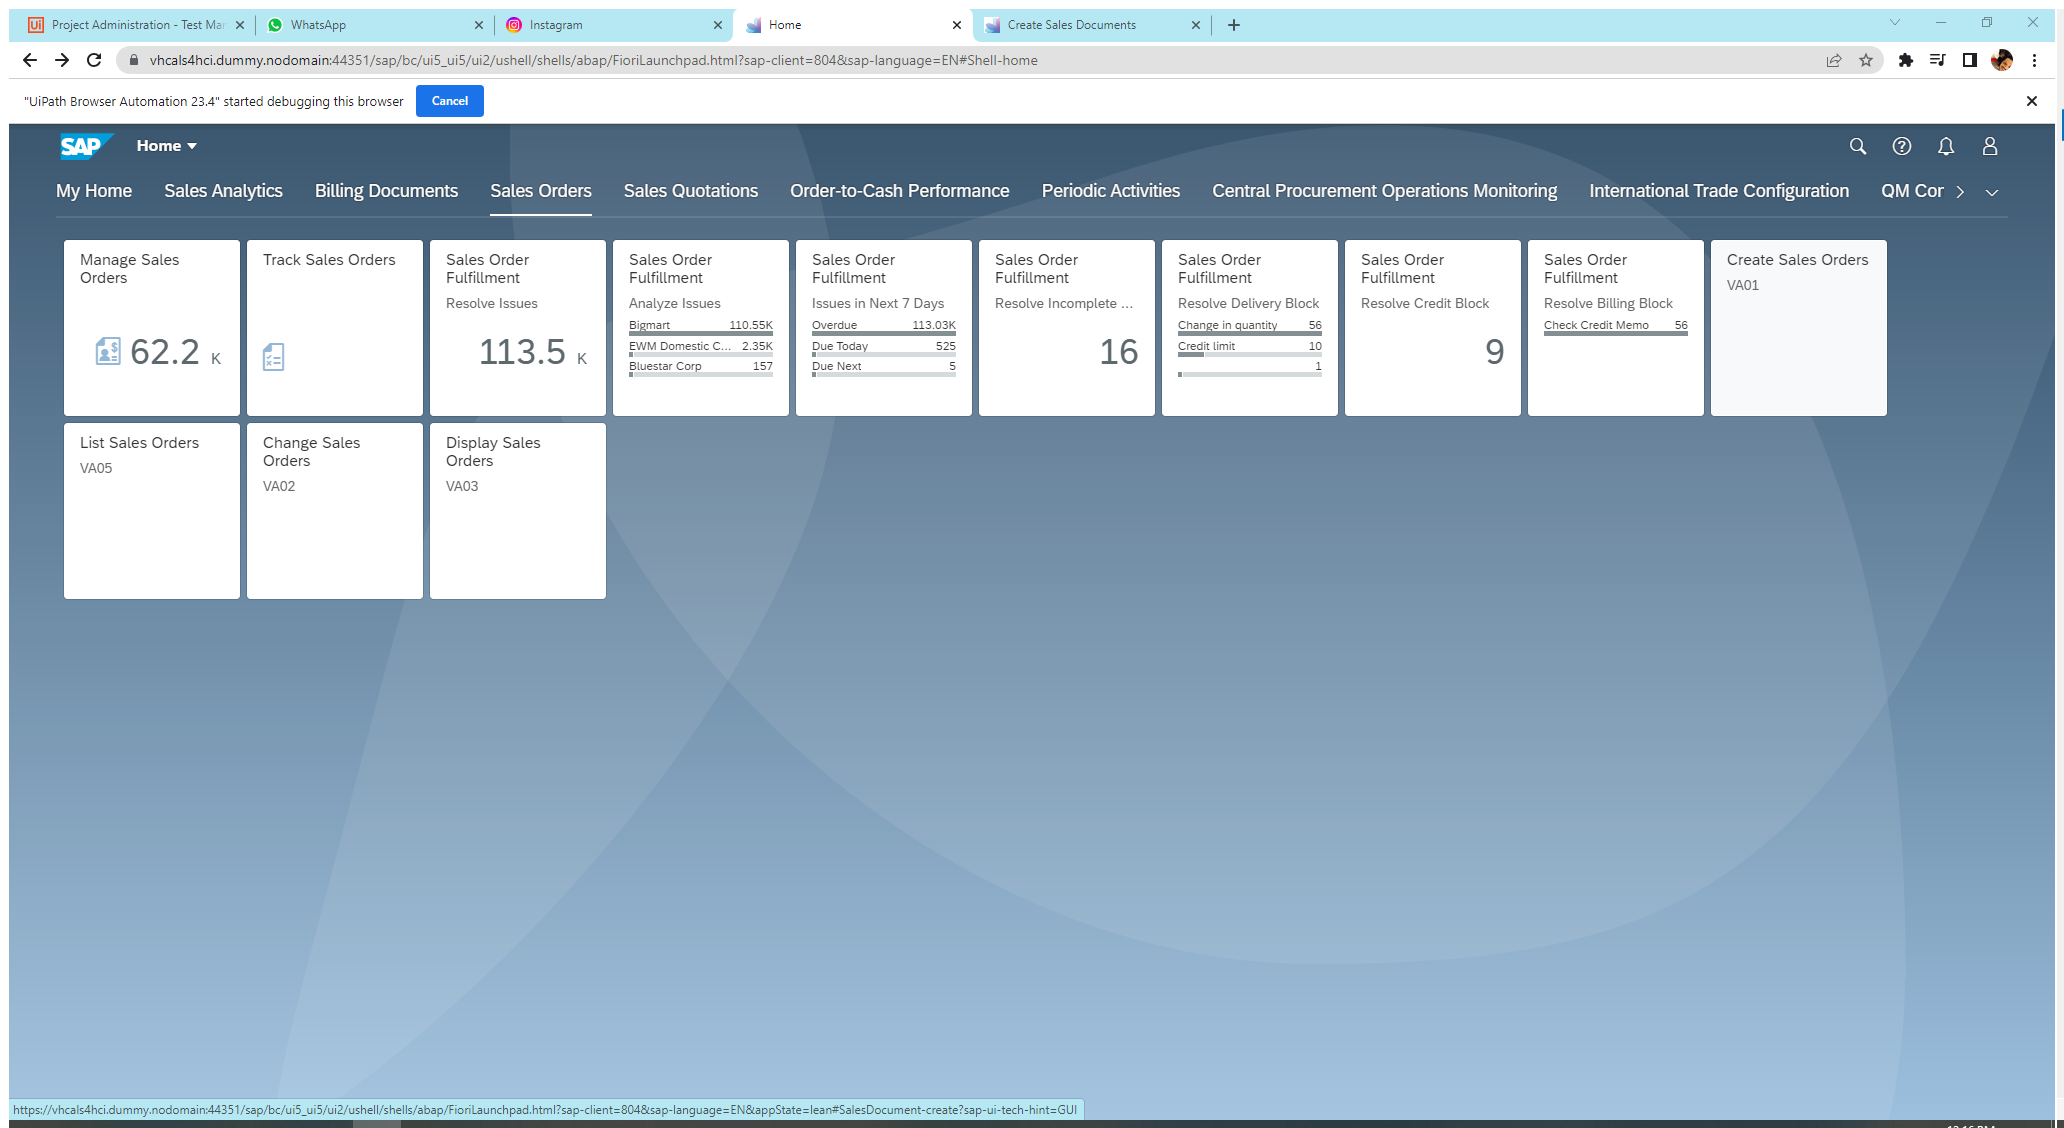 Project Administration - Test Ma
WhatsApp
Instagram
Home
Create Sales Documents
vhcals4hci.dummy.nodomain:44351/sap/bc/ui5_ui5/ui2/ushell/shells/abap/FioriLaunchpad.html?sap-client=804&sap-language=EN#Shell-home
"UiPath Browser Automation 23.4" started debugging this browser
Cancel
SAP
Home
My Home
Sales Analytics
Billing Documents
Sales Orders
Sales Quotations
Order-to-Cash Performance
Periodic Activities
Central Procurement Operations Monitoring
International Trade Configuration
QM Cor
Manage Sales
Orders
62.2 K
Track Sales Orders
Sales Order
Fulfillment
Resolve Issues
113.5 K
Sales Order
Fulfillment
Analyze Issues
Bigmart 110.55K
EWM Domestic C... 2.35K
Bluestar Corp 157
Sales Order
Fulfillment
Issues in Next 7 Days
Overdue 113.03K
Due Today 525
Due Next 5
Sales Order
Fulfillment
Resolve Incomplete ...
16
Sales Order
Fulfillment
Resolve Delivery Block
Change in quantity 56
Credit limit 10
1
Sales Order
Fulfillment
Resolve Credit Block
9
Sales Order
Fulfillment
Resolve Billing Block
Check Credit Memo 56
Create Sales Orders
VA01
List Sales Orders
VA05
Change Sales
Orders
VA02
Display Sales
Orders
VA03
https://vhcals4hci.dummy.nodomain:44351/sap/bc/ui5_ui5/ui2/ushell/shells/abap/FioriLaunchpad.html?sap-client=804&sap-language=EN&appState=lean#SalesDocument-create?sap-ui-tech-hint=GUI